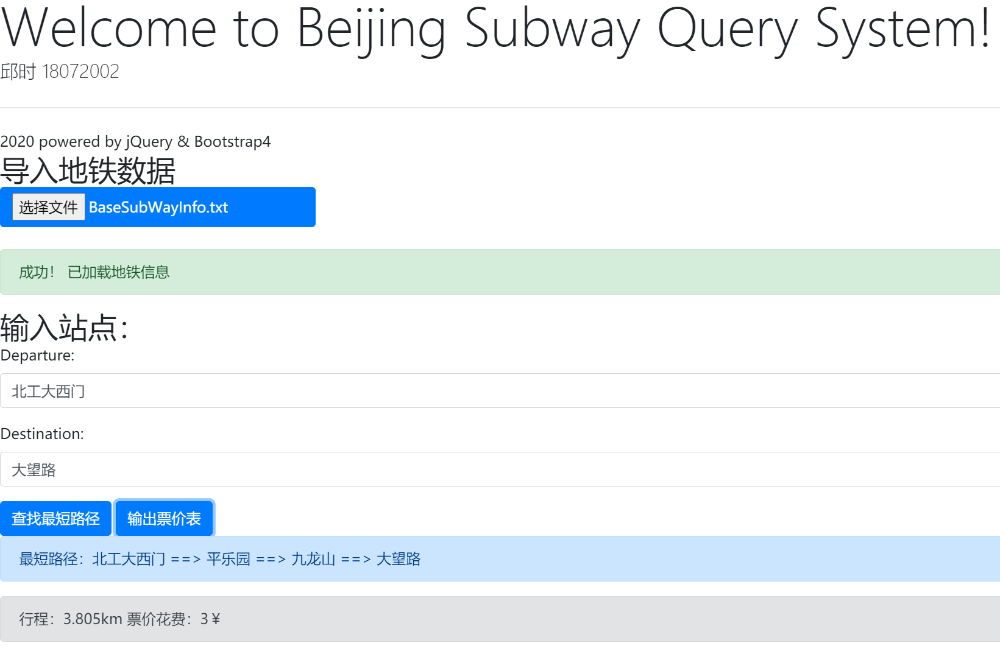 Welcome to Beijing Subway Query System!
邱时 18072002
2020 powered by jQuery & Bootstrap4
导入地铁数据
选择文件 BaseSubWayInfo.txt
成功！ 已加载地铁信息
输入站点：
Departure:
北工大西门
Destination:
大望路
查找最短路径 输出票价表
最短路径：北工大西门 ==> 平乐园 ==> 九龙山 ==> 大望路
行程：3.805km 票价花费：3￥